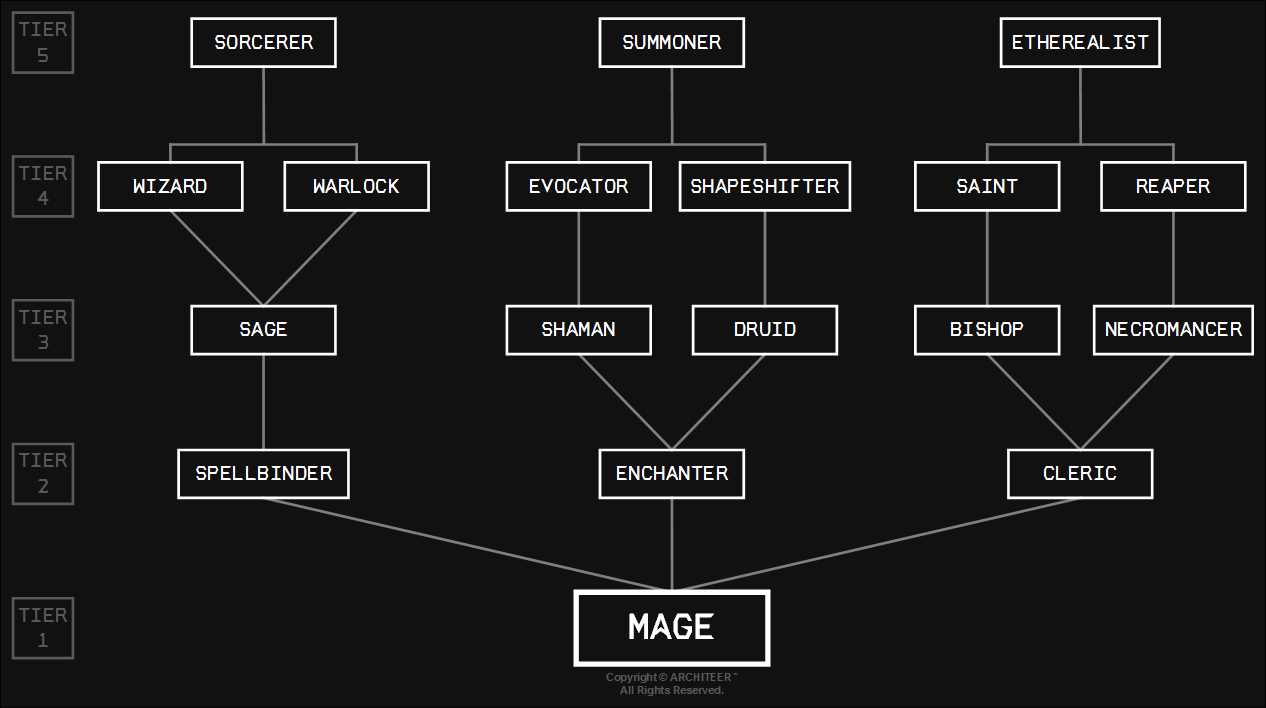 TIER
5
SORCERER
SUMMONER
ETHEREALIST
TIER
4
WIZARD
WARLOCK
EVOCATOR
SHAPESHIFTER
SAINT
REAPER
TIER
3
SAGE
SHAMAN
DRUID
BISHOP
NECROMANCER
TIER
2
SPELLBINDER
ENCHANTER
CLERIC
TIER
1
MAGE
Copyright © ARCHITEER™
All Rights Reserved.